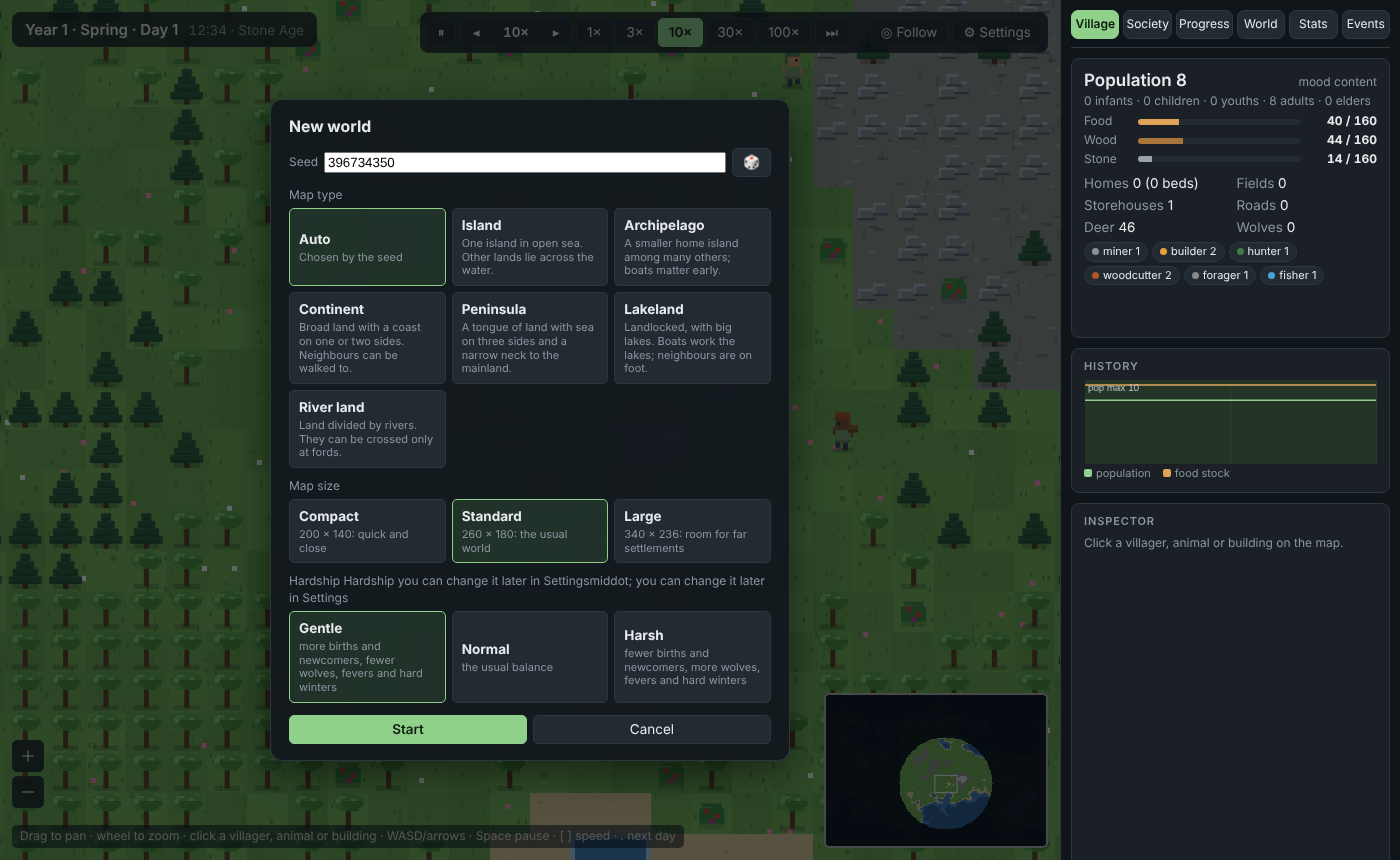 Year 1 · Spring · Day 1 12:34 · Stone Age
⏸ ◂ 10× ▸ 1× 3× 10× 30× 100× ⏭ ◎ Follow ⚙ Settings
Village Society Progress World Stats Events
New world
Seed 396734350
Map type
Auto
Chosen by the seed
Island
One island in open sea.
Other lands lie across the
water.
Archipelago
A smaller home island
among many others;
boats matter early.
Continent
Broad land with a coast
on one or two sides.
Neighbours can be
walked to.
Peninsula
A tongue of land with sea
on three sides and a
narrow neck to the
mainland.
Lakeland
Landlocked, with big
lakes. Boats work the
lakes; neighbours are on
foot.
River land
Land divided by rivers.
They can be crossed only
at fords.
Map size
Compact
200 × 140: quick and
close
Standard
260 × 180: the usual
world
Large
340 × 236: room for far
settlements
Hardship Hardship you can change it later in Settingsmiddot; you can change it later
in Settings
Gentle
more births and
newcomers, fewer
wolves, fevers and hard
winters
Normal
the usual balance
Harsh
fewer births and
newcomers, more wolves,
fevers and hard winters
Start Cancel
+
−
Drag to pan · wheel to zoom · click a villager, animal or building · WASD/arrows · Space pause · [ ] speed · . next day
Population 8 mood content
0 infants · 0 children · 0 youths · 8 adults · 0 elders
Food 40 / 160
Wood 44 / 160
Stone 14 / 160
Homes 0 (0 beds) Fields 0
Storehouses 1 Roads 0
Deer 46 Wolves 0
miner 1 builder 2 hunter 1
woodcutter 2 forager 1 fisher 1
HISTORY
pop max 10
population food stock
INSPECTOR
Click a villager, animal or building on the map.